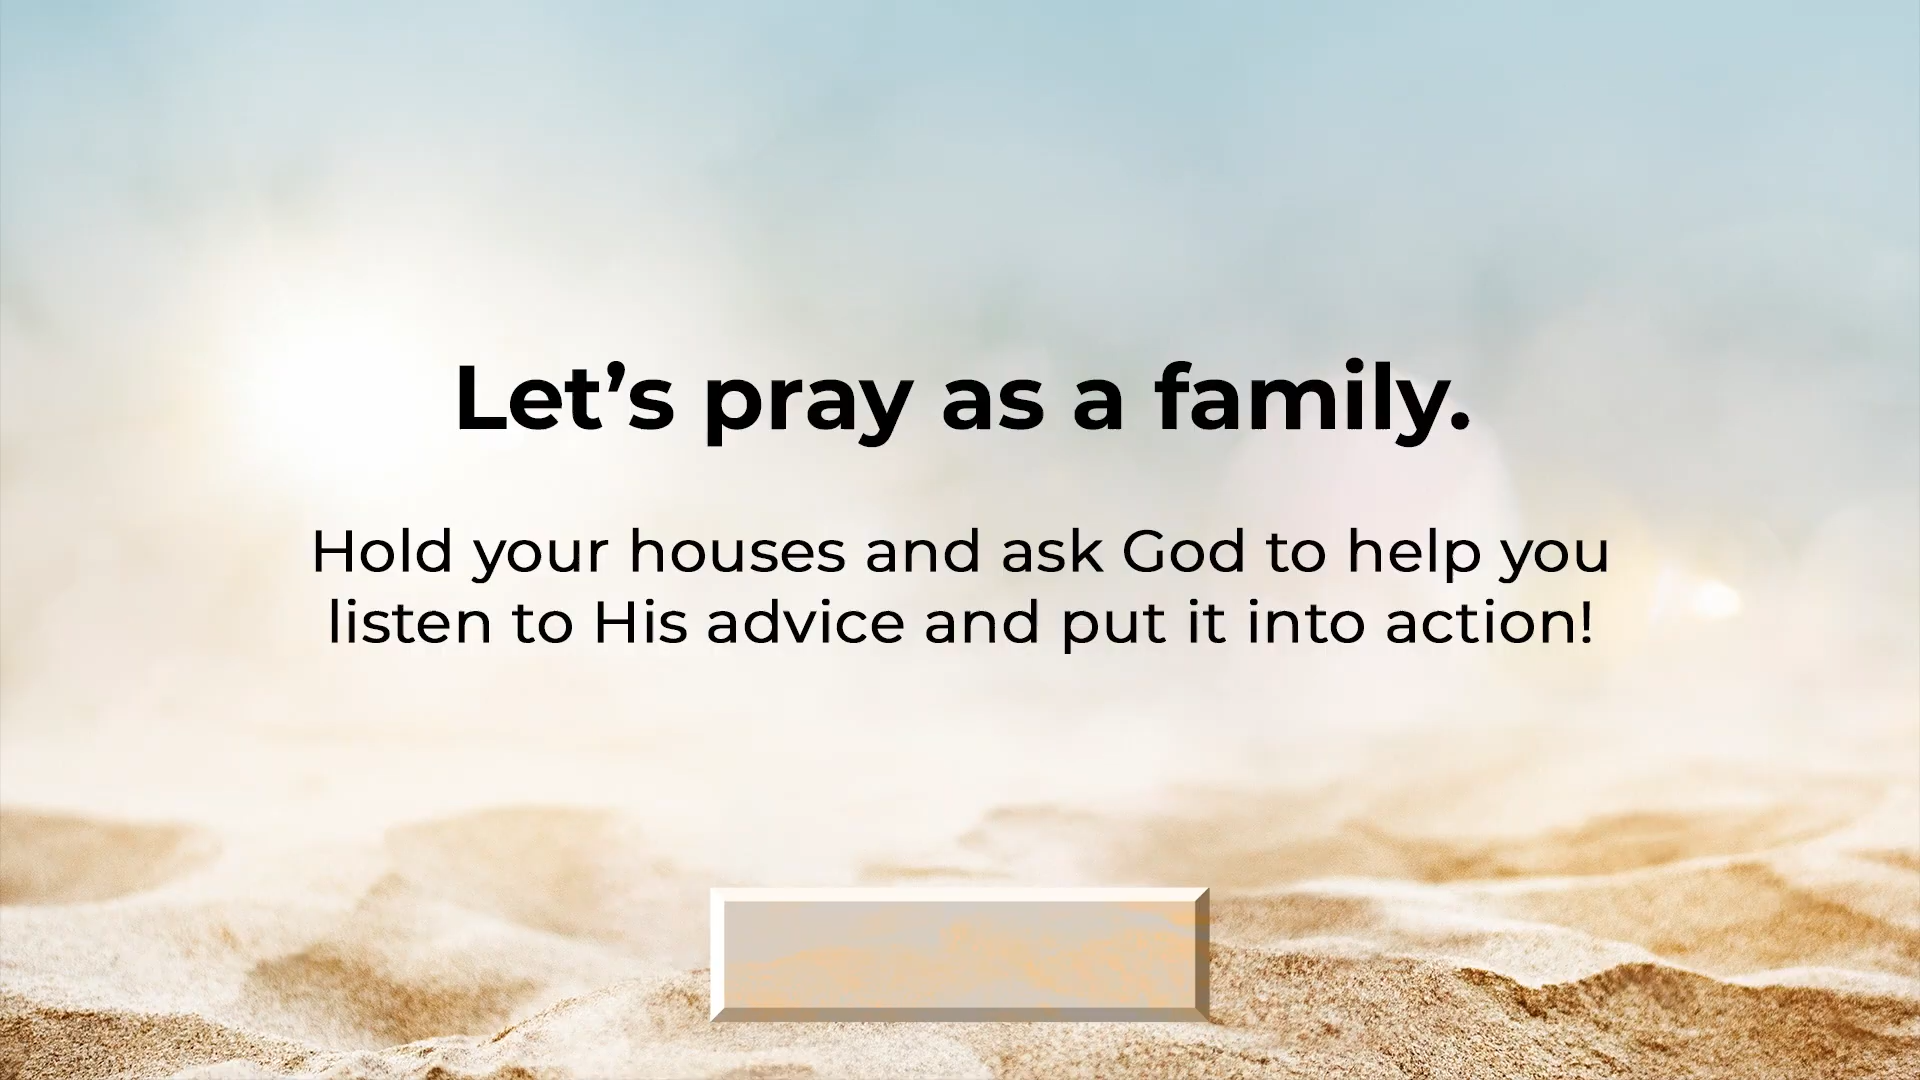 Let’s pray as a family.
Hold your houses and ask God to help you
listen to His advice and put it into action!